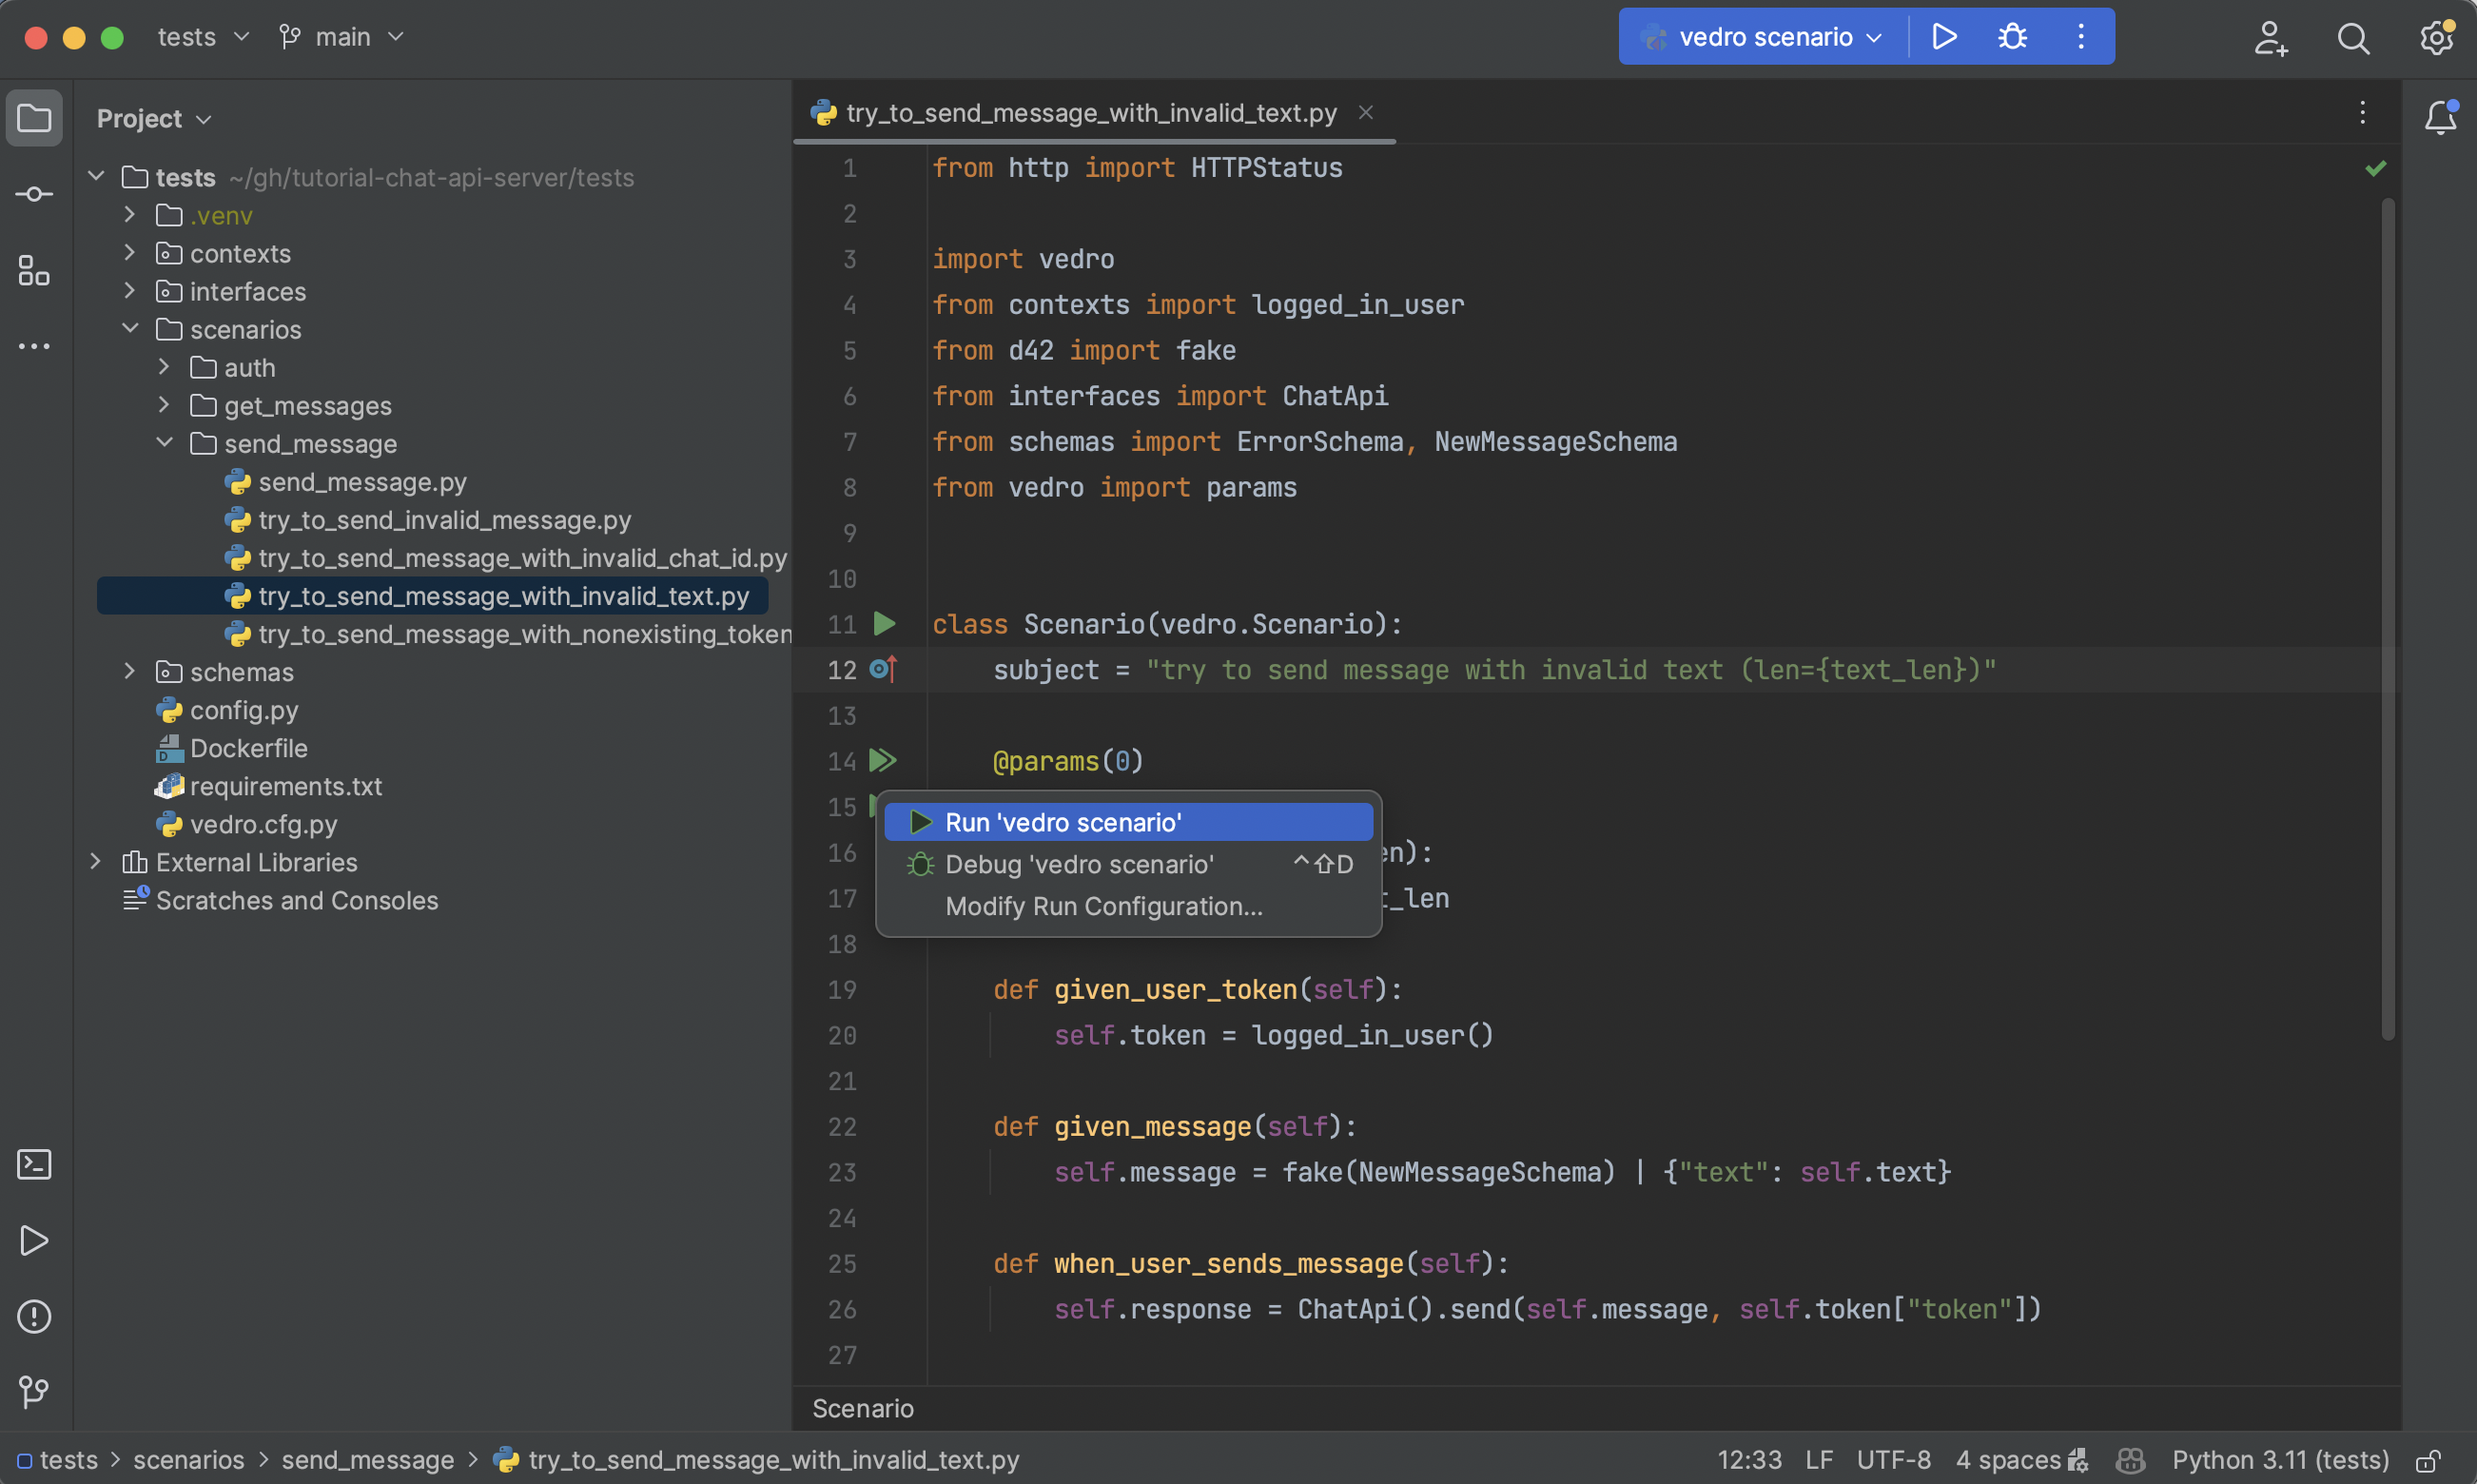 tests
main
vedro scenario
Project
tests ~/gh/tutorial-chat-api-server/tests
.venv
contexts
interfaces
scenarios
auth
get_messages
send_message
send_message.py
try_to_send_invalid_message.py
try_to_send_message_with_invalid_chat_id.py
try_to_send_message_with_invalid_text.py
try_to_send_message_with_nonexisting_token
schemas
config.py
Dockerfile
requirements.txt
vedro.cfg.py
External Libraries
Scratches and Consoles
try_to_send_message_with_invalid_text.py
1 from http import HTTPStatus
2
3 import vedro
4 from contexts import logged_in_user
5 from d42 import fake
6 from interfaces import ChatApi
7 from schemas import ErrorSchema, NewMessageSchema
8 from vedro import params
9
10
11 class Scenario(vedro.Scenario):
12 subject = "try to send message with invalid text (len={text_len})"
13
14 @params(0)
15
16 n):
17 _len
18
19 def given_user_token(self):
20 self.token = logged_in_user()
21
22 def given_message(self):
23 self.message = fake(NewMessageSchema) | {"text": self.text}
24
25 def when_user_sends_message(self):
26 self.response = ChatApi().send(self.message, self.token["token"])
27
Run 'vedro scenario'
Debug 'vedro scenario' ^⇧D
Modify Run Configuration...
Scenario
tests > scenarios > send_message > try_to_send_message_with_invalid_text.py
12:33 LF UTF-8 4 spaces Python 3.11 (tests)